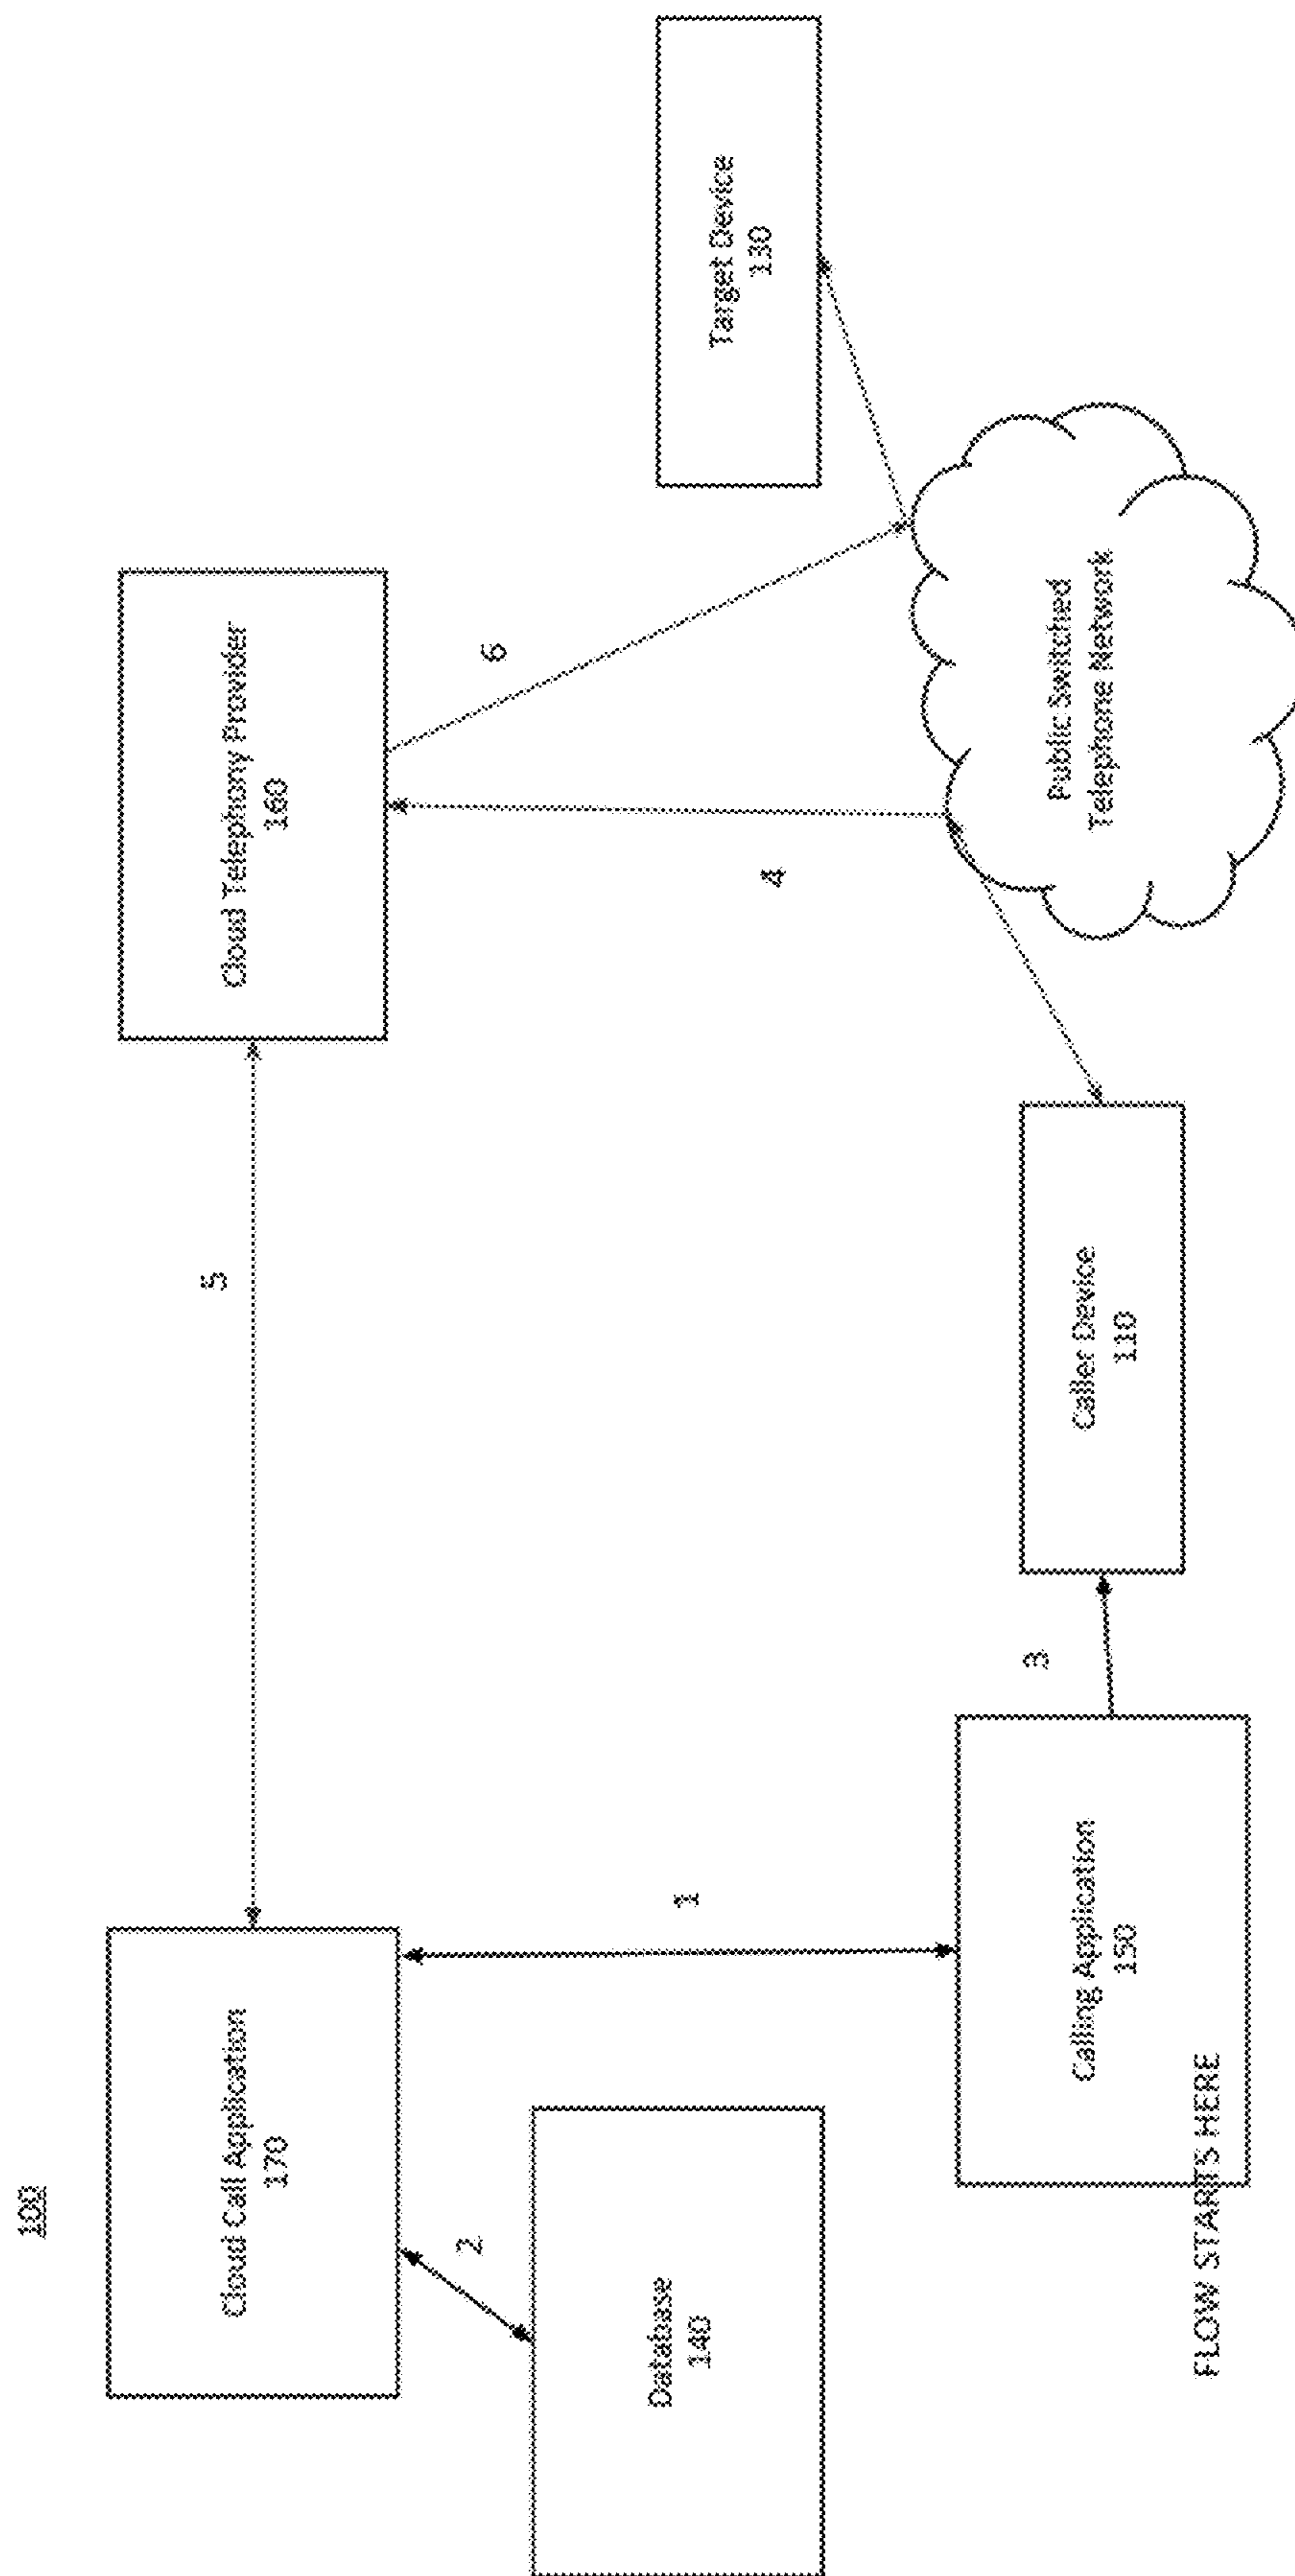 100
Cloud Call Application
170
5
Cloud Telephony Provider
160
2
Database
140
1
6
4
Target Device
130
3
Calling Application
150
FLOW STARTS HERE
Caller Device
110
Public Switched
Telephone Network